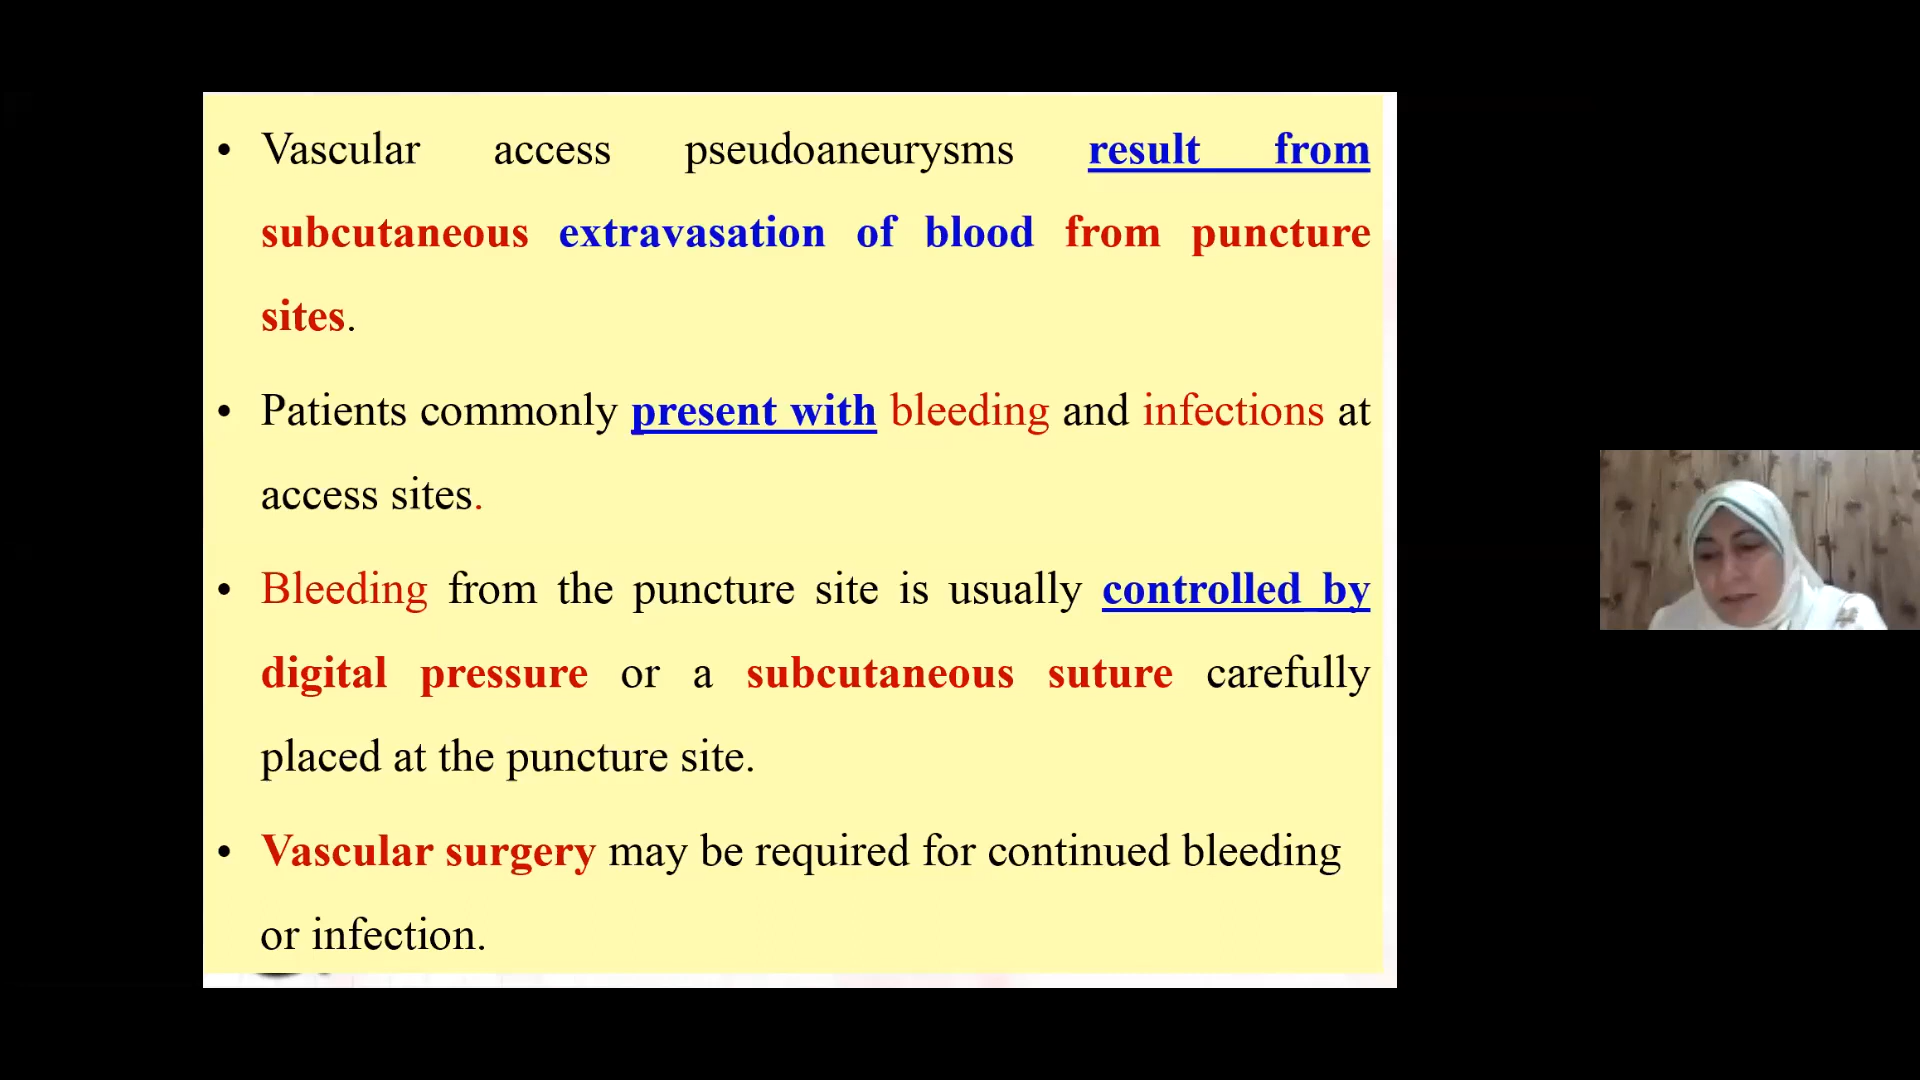 • Vascular access pseudoaneurysms result from
subcutaneous extravasation of blood from puncture
sites.
• Patients commonly present with bleeding and infections at
access sites.
• Bleeding from the puncture site is usually controlled by
digital pressure or a subcutaneous suture carefully
placed at the puncture site.
• Vascular surgery may be required for continued bleeding
or infection.